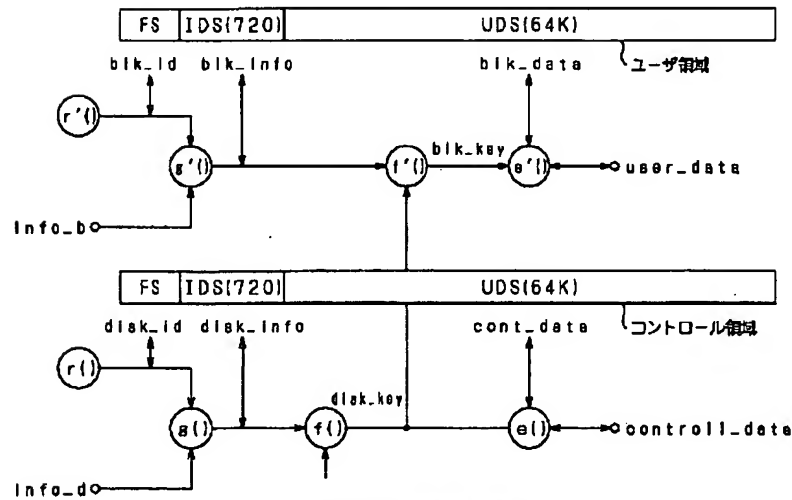 FS IDS(720) UDS(64K)
blk_id blk_info blk_data ユーザ領域
r'()
g'() f'() blk_key e'() user_data
info_b
FS IDS(720) UDS(64K)
disk_id disk_info cont_data コントロール領域
r()
disk_key
g() f() e() controll_data
info_d